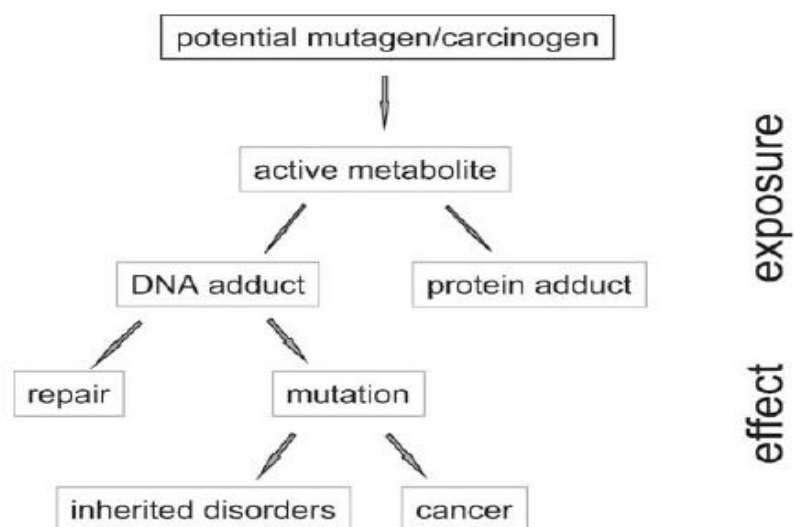 potential mutagen/carcinogen
active metabolite
DNA adduct
protein adduct
repair
mutation
inherited disorders
cancer
exposure
effect